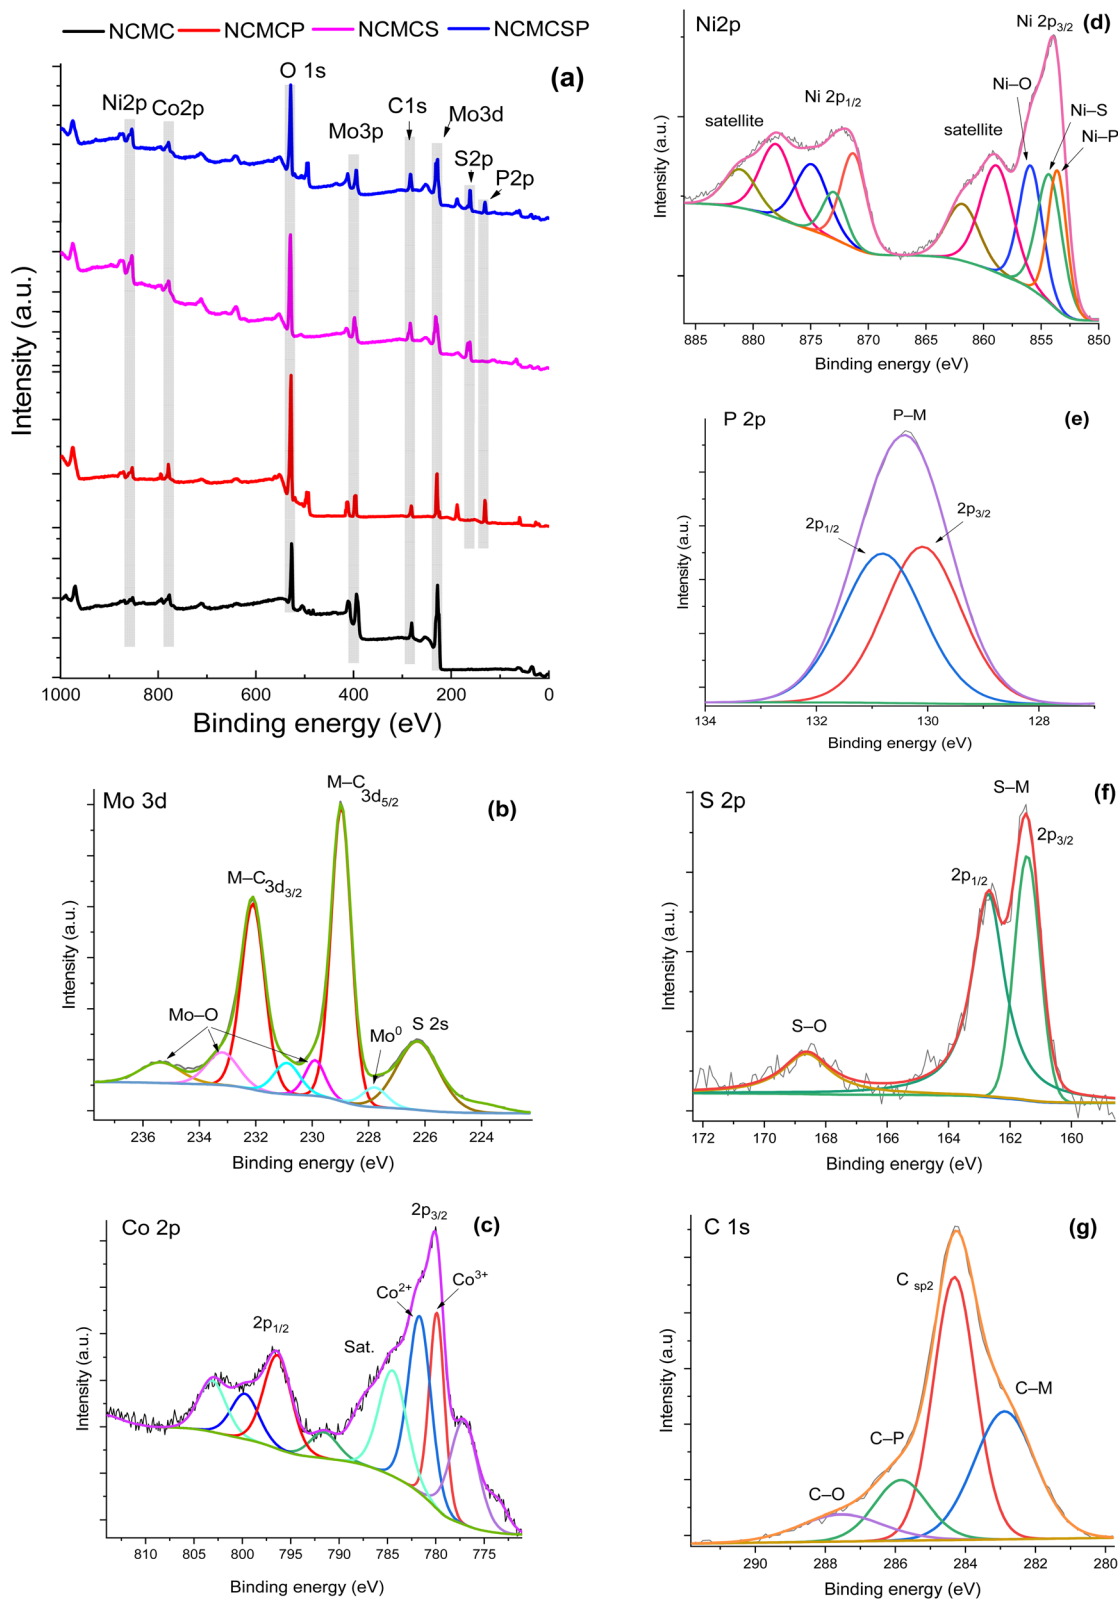 NCMC NCMCP NCMCS NCMCSP
(a)
O 1s
Ni2p Co2p
C1s
Mo3p
Mo3d
S2p
P2p
Intensity (a.u.)
1000 800 600 400 200 0
Binding energy (eV)
Ni2p
(d)
Ni 2p3/2
Ni–O
Ni 2p1/2
Ni–S
satellite
satellite
Ni–P
Intensity (a.u.)
885 880 875 870 865 860 855 850
Binding energy (eV)
P 2p
P–M
(e)
2p1/2
2p3/2
Intensity (a.u.)
134 132 130 128
Binding energy (eV)
Mo 3d
M–C 3d5/2
(b)
M–C 3d3/2
Mo–O
Mo0
S 2s
Intensity (a.u.)
236 234 232 230 228 226 224
Binding energy (eV)
S 2p
S–M
(f)
2p3/2
2p1/2
S–O
Intensity (a.u.)
172 170 168 166 164 162 160
Binding energy (eV)
Co 2p
2p3/2
(c)
Co2+
Co3+
2p1/2
Sat.
Intensity (a.u.)
810 805 800 795 790 785 780 775
Binding energy (eV)
C 1s
(g)
C sp2
C–M
C–P
C–O
Intensity (a.u.)
290 288 286 284 282 280
Binding energy (eV)